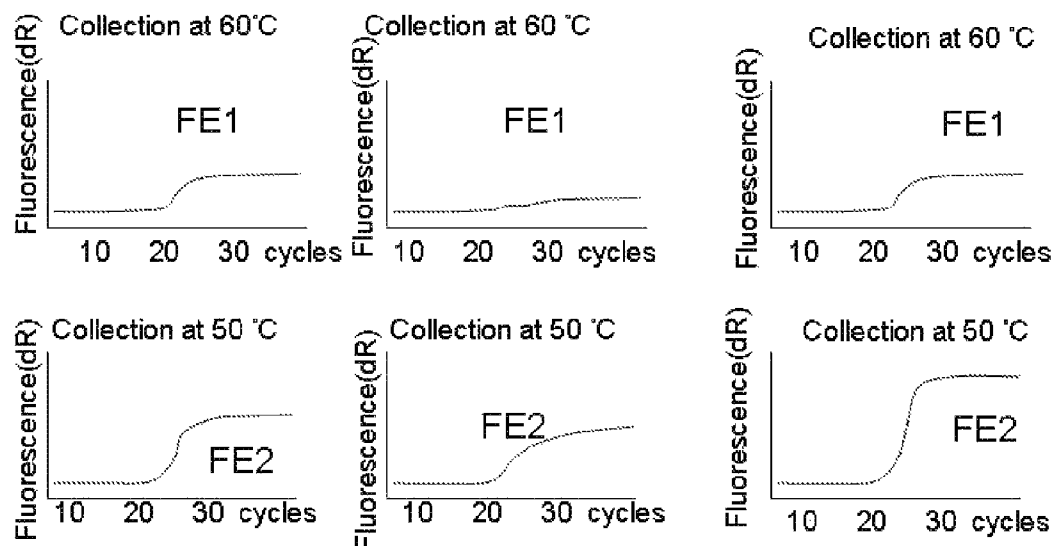 Collection at 60°C
Fluorescence(dR)
FE1
10 20 30 cycles
Collection at 60 °C
Fluorescence(dR)
FE1
10 20 30 cycles
Collection at 60 °C
Fluorescence(dR)
FE1
10 20 30 cycles
Collection at 50 °C
Fluorescence(dR)
FE2
10 20 30 cycles
Collection at 50 °C
Fluorescence(dR)
FE2
10 20 30 cycles
Collection at 50 °C
Fluorescence(dR)
FE2
10 20 30 cycles